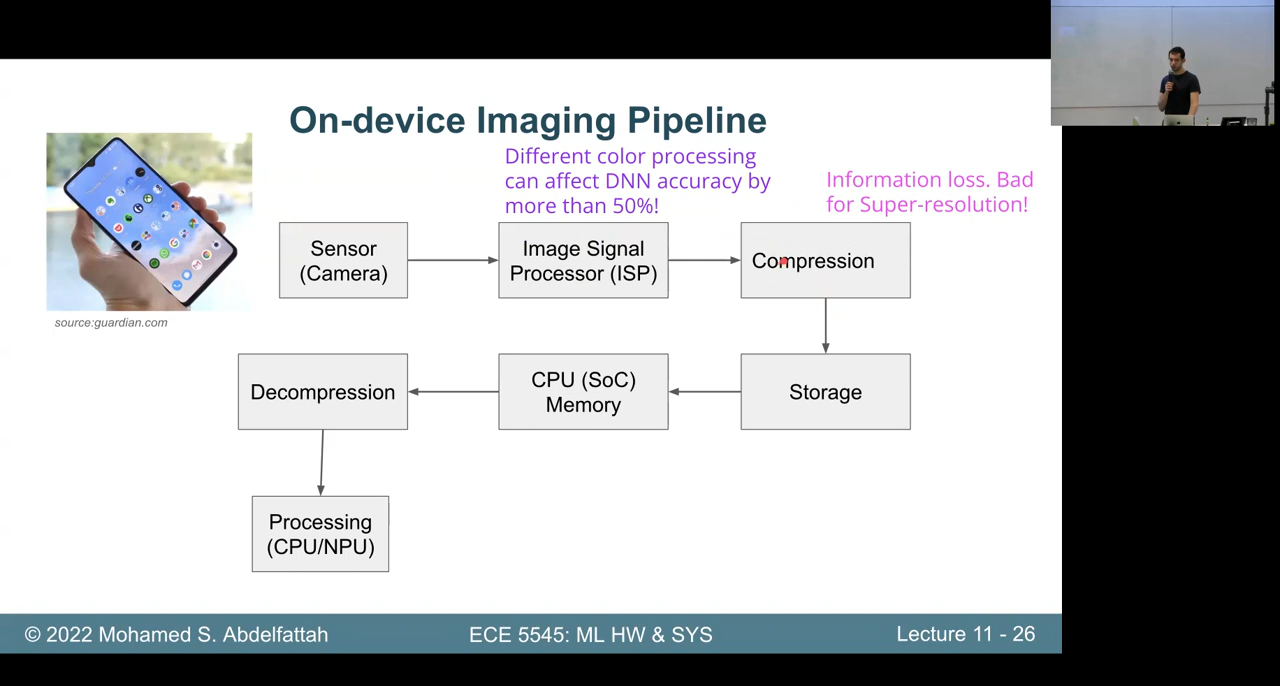 On-device Imaging Pipeline
Different color processing
can affect DNN accuracy by
more than 50%!
Information loss. Bad
for Super-resolution!
Sensor
(Camera)
Image Signal
Processor (ISP)
Compression
source:guardian.com
Decompression
CPU (SoC)
Memory
Storage
Processing
(CPU/NPU)
© 2022 Mohamed S. Abdelfattah
ECE 5545: ML HW & SYS
Lecture 11 - 26